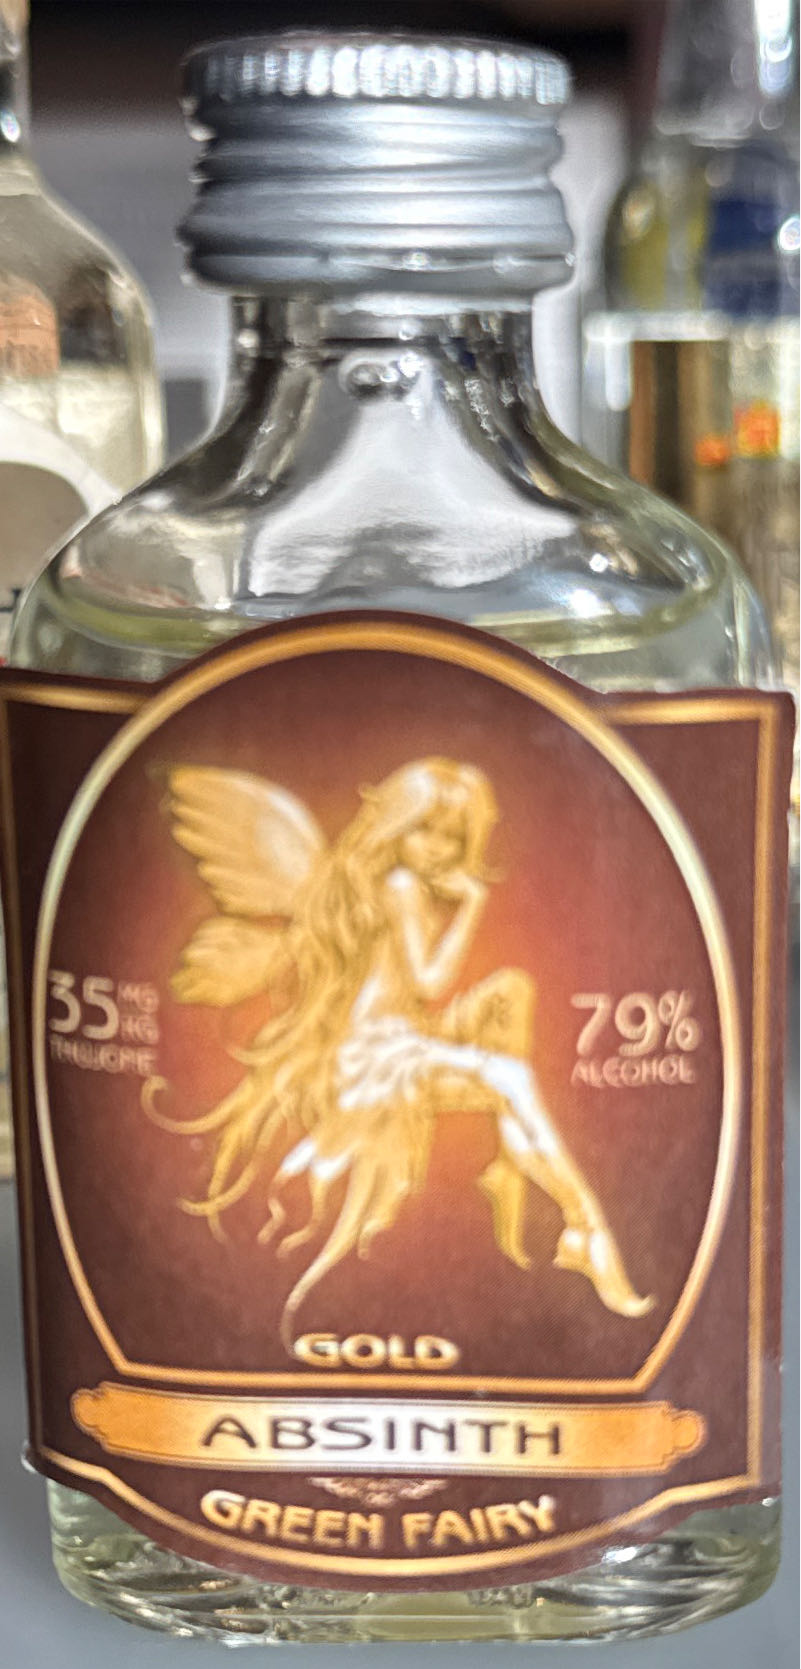 35 MG
KG
THUJONE
79%
ALCOHOL
GOLD
ABSINTH
GREEN FAIRY